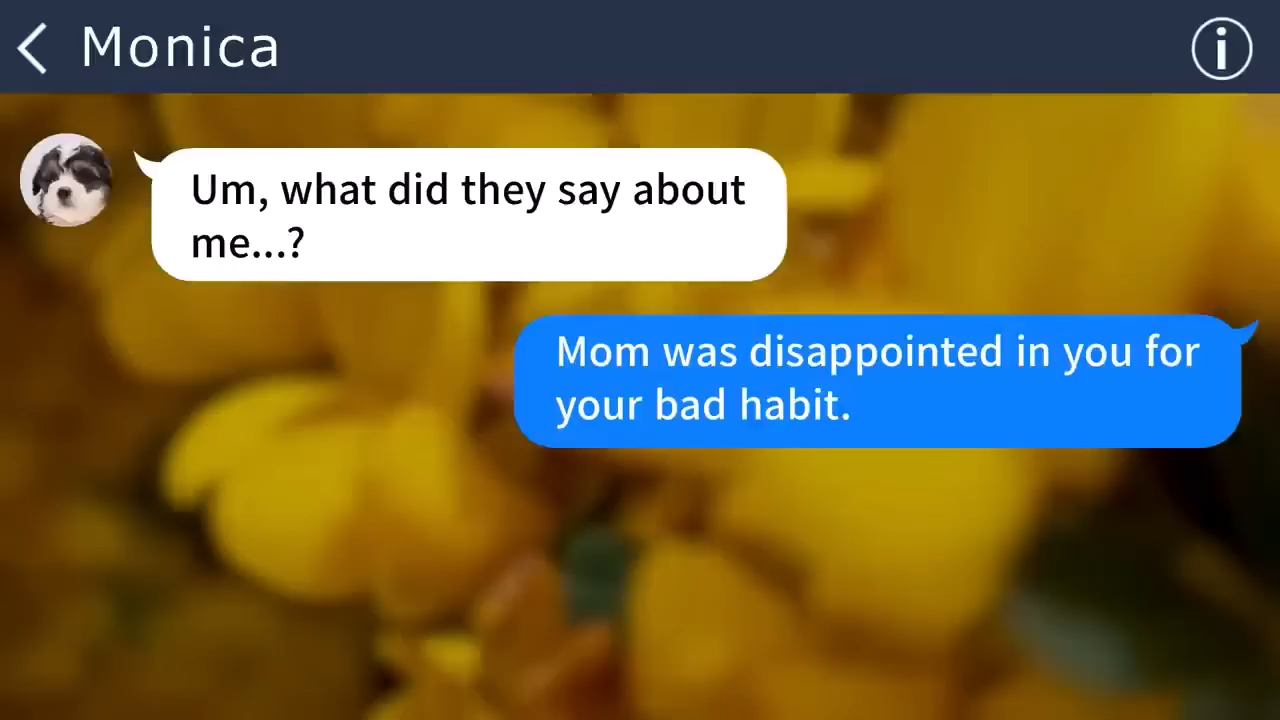 Monica
Um, what did they say about
me...?
Mom was disappointed in you for
your bad habit.